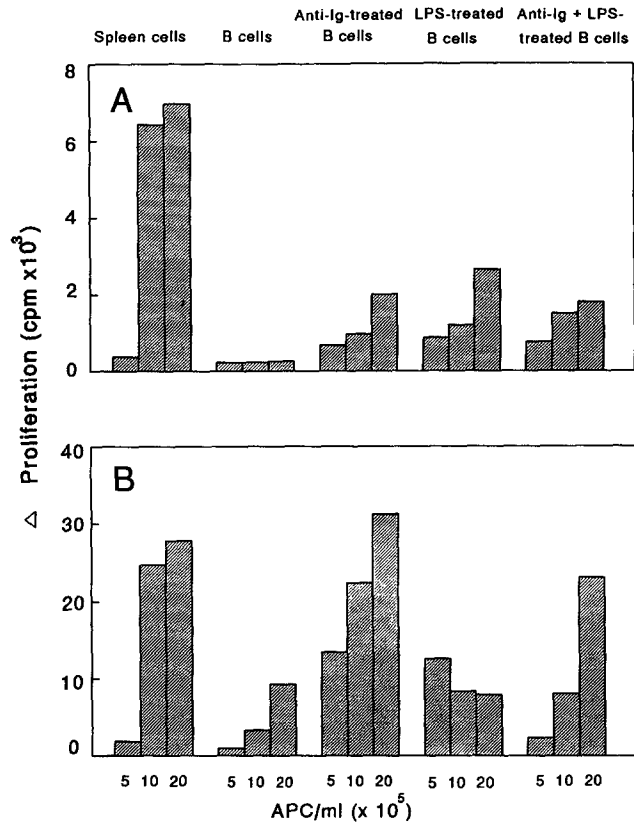 Spleen cells
B cells
Anti-Ig-treated
B cells
LPS-treated
B cells
Anti-Ig + LPS-
treated B cells
A
8
6
4
2
0
Δ Proliferation (cpm x10³)
B
40
30
20
10
0
5 10 20 5 10 20 5 10 20 5 10 20 5 10 20
APC/ml (x 10⁵)